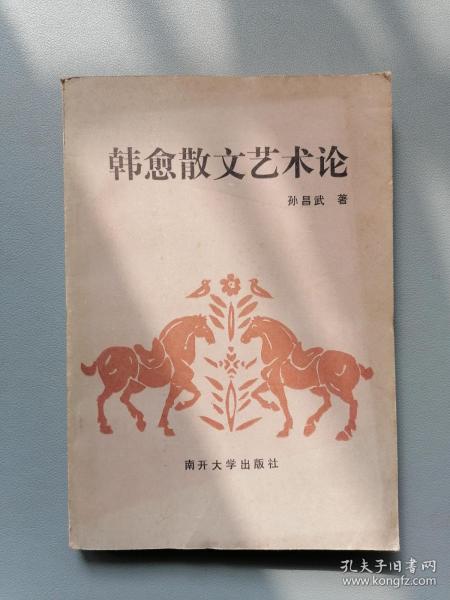 韩愈散文艺术论
孙昌武 著
南开大学出版社
孔夫子旧书网
www.kongfz.com